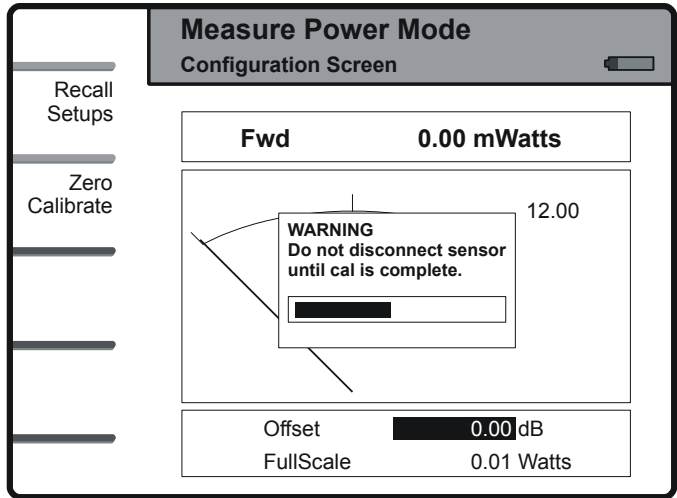 Measure Power Mode
Configuration Screen
Recall
Setups
Zero
Calibrate
Fwd 0.00 mWatts
12.00
WARNING
Do not disconnect sensor
until cal is complete.
Offset 0.00 dB
FullScale 0.01 Watts